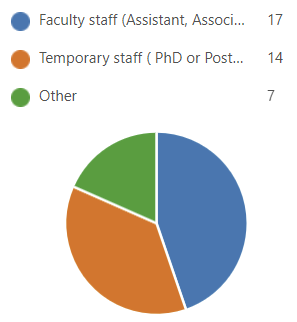 Faculty staff (Assistant, Associ... 17
Temporary staff ( PhD or Post... 14
Other 7